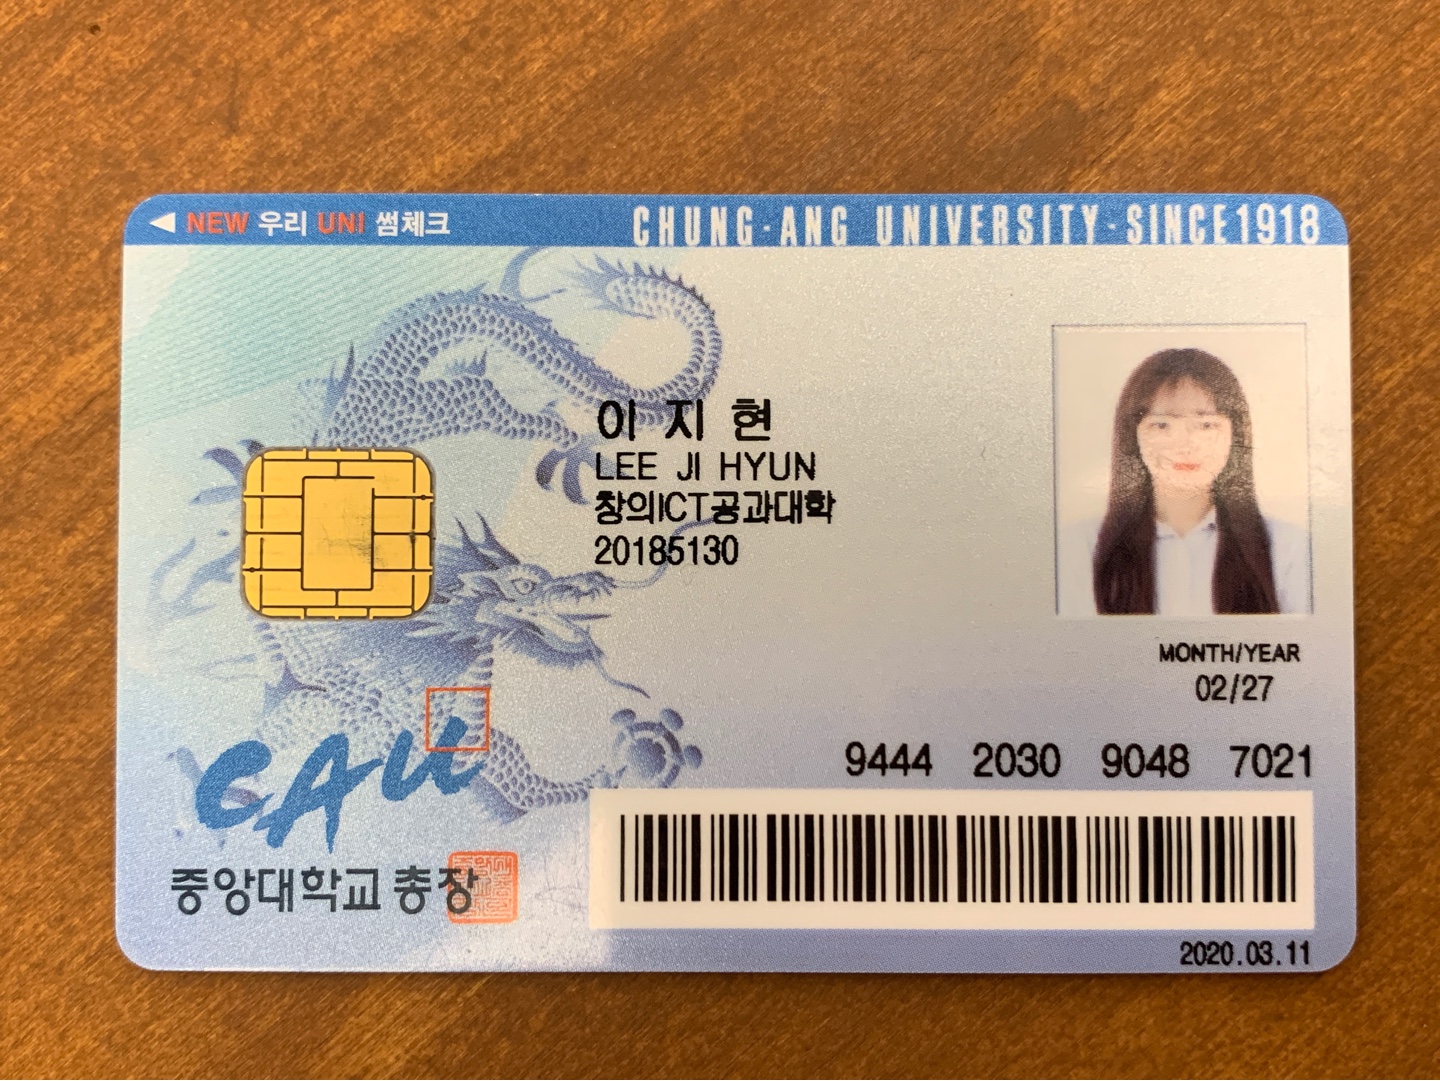 NEW 우리 UNI 썸체크
CHUNG-ANG UNIVERSITY-SINCE1918
이 지 현
LEE JI HYUN
창의ICT공과대학
20185130
MONTH/YEAR
02/27
9444 2030 9048 7021
CAU
중앙대학교 총장
2020.03.11